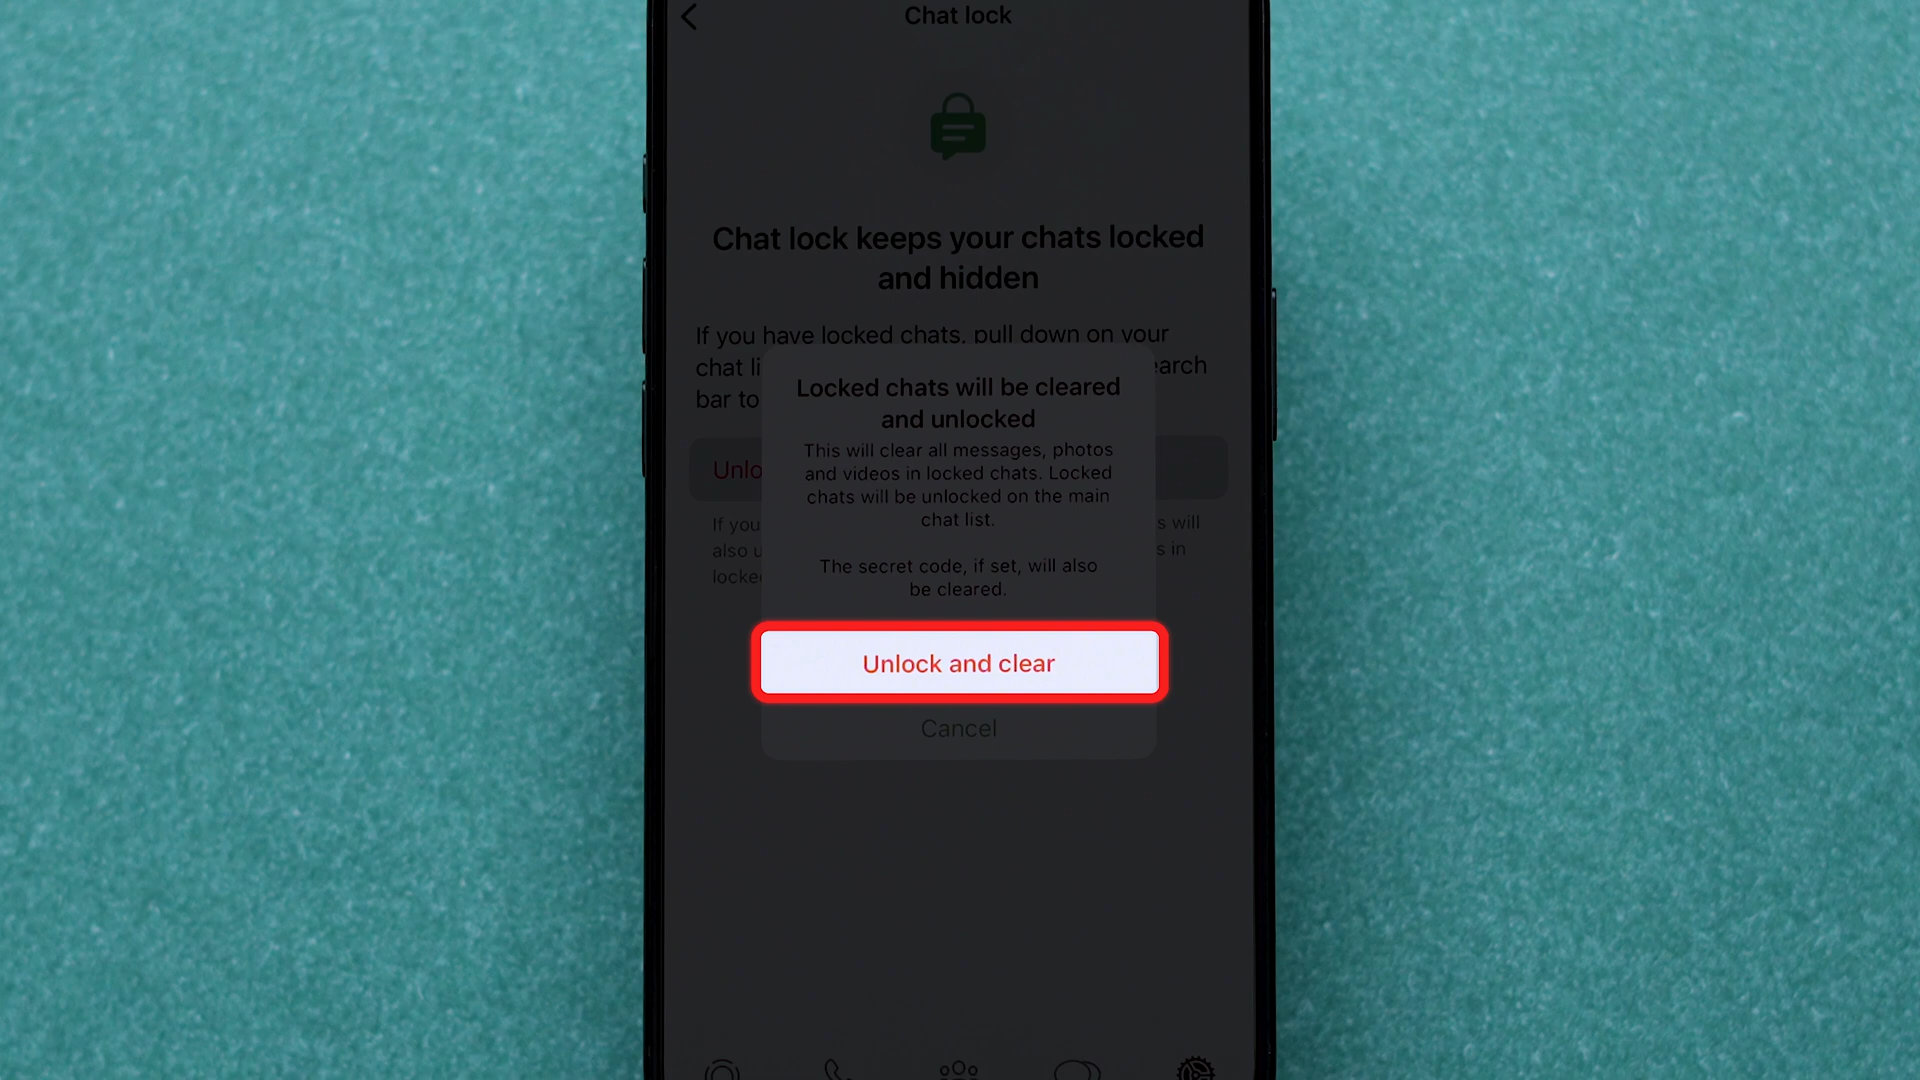 Chat lock
Chat lock keeps your chats locked
and hidden
If you have locked chats, pull down on your
chat li
earch
bar to
Locked chats will be cleared
and unlocked
This will clear all messages, photos
and videos in locked chats. Locked
chats will be unlocked on the main
chat list.
The secret code, if set, will also
be cleared.
Unlo
If you
s will
also u
s in
locke
Unlock and clear
Cancel